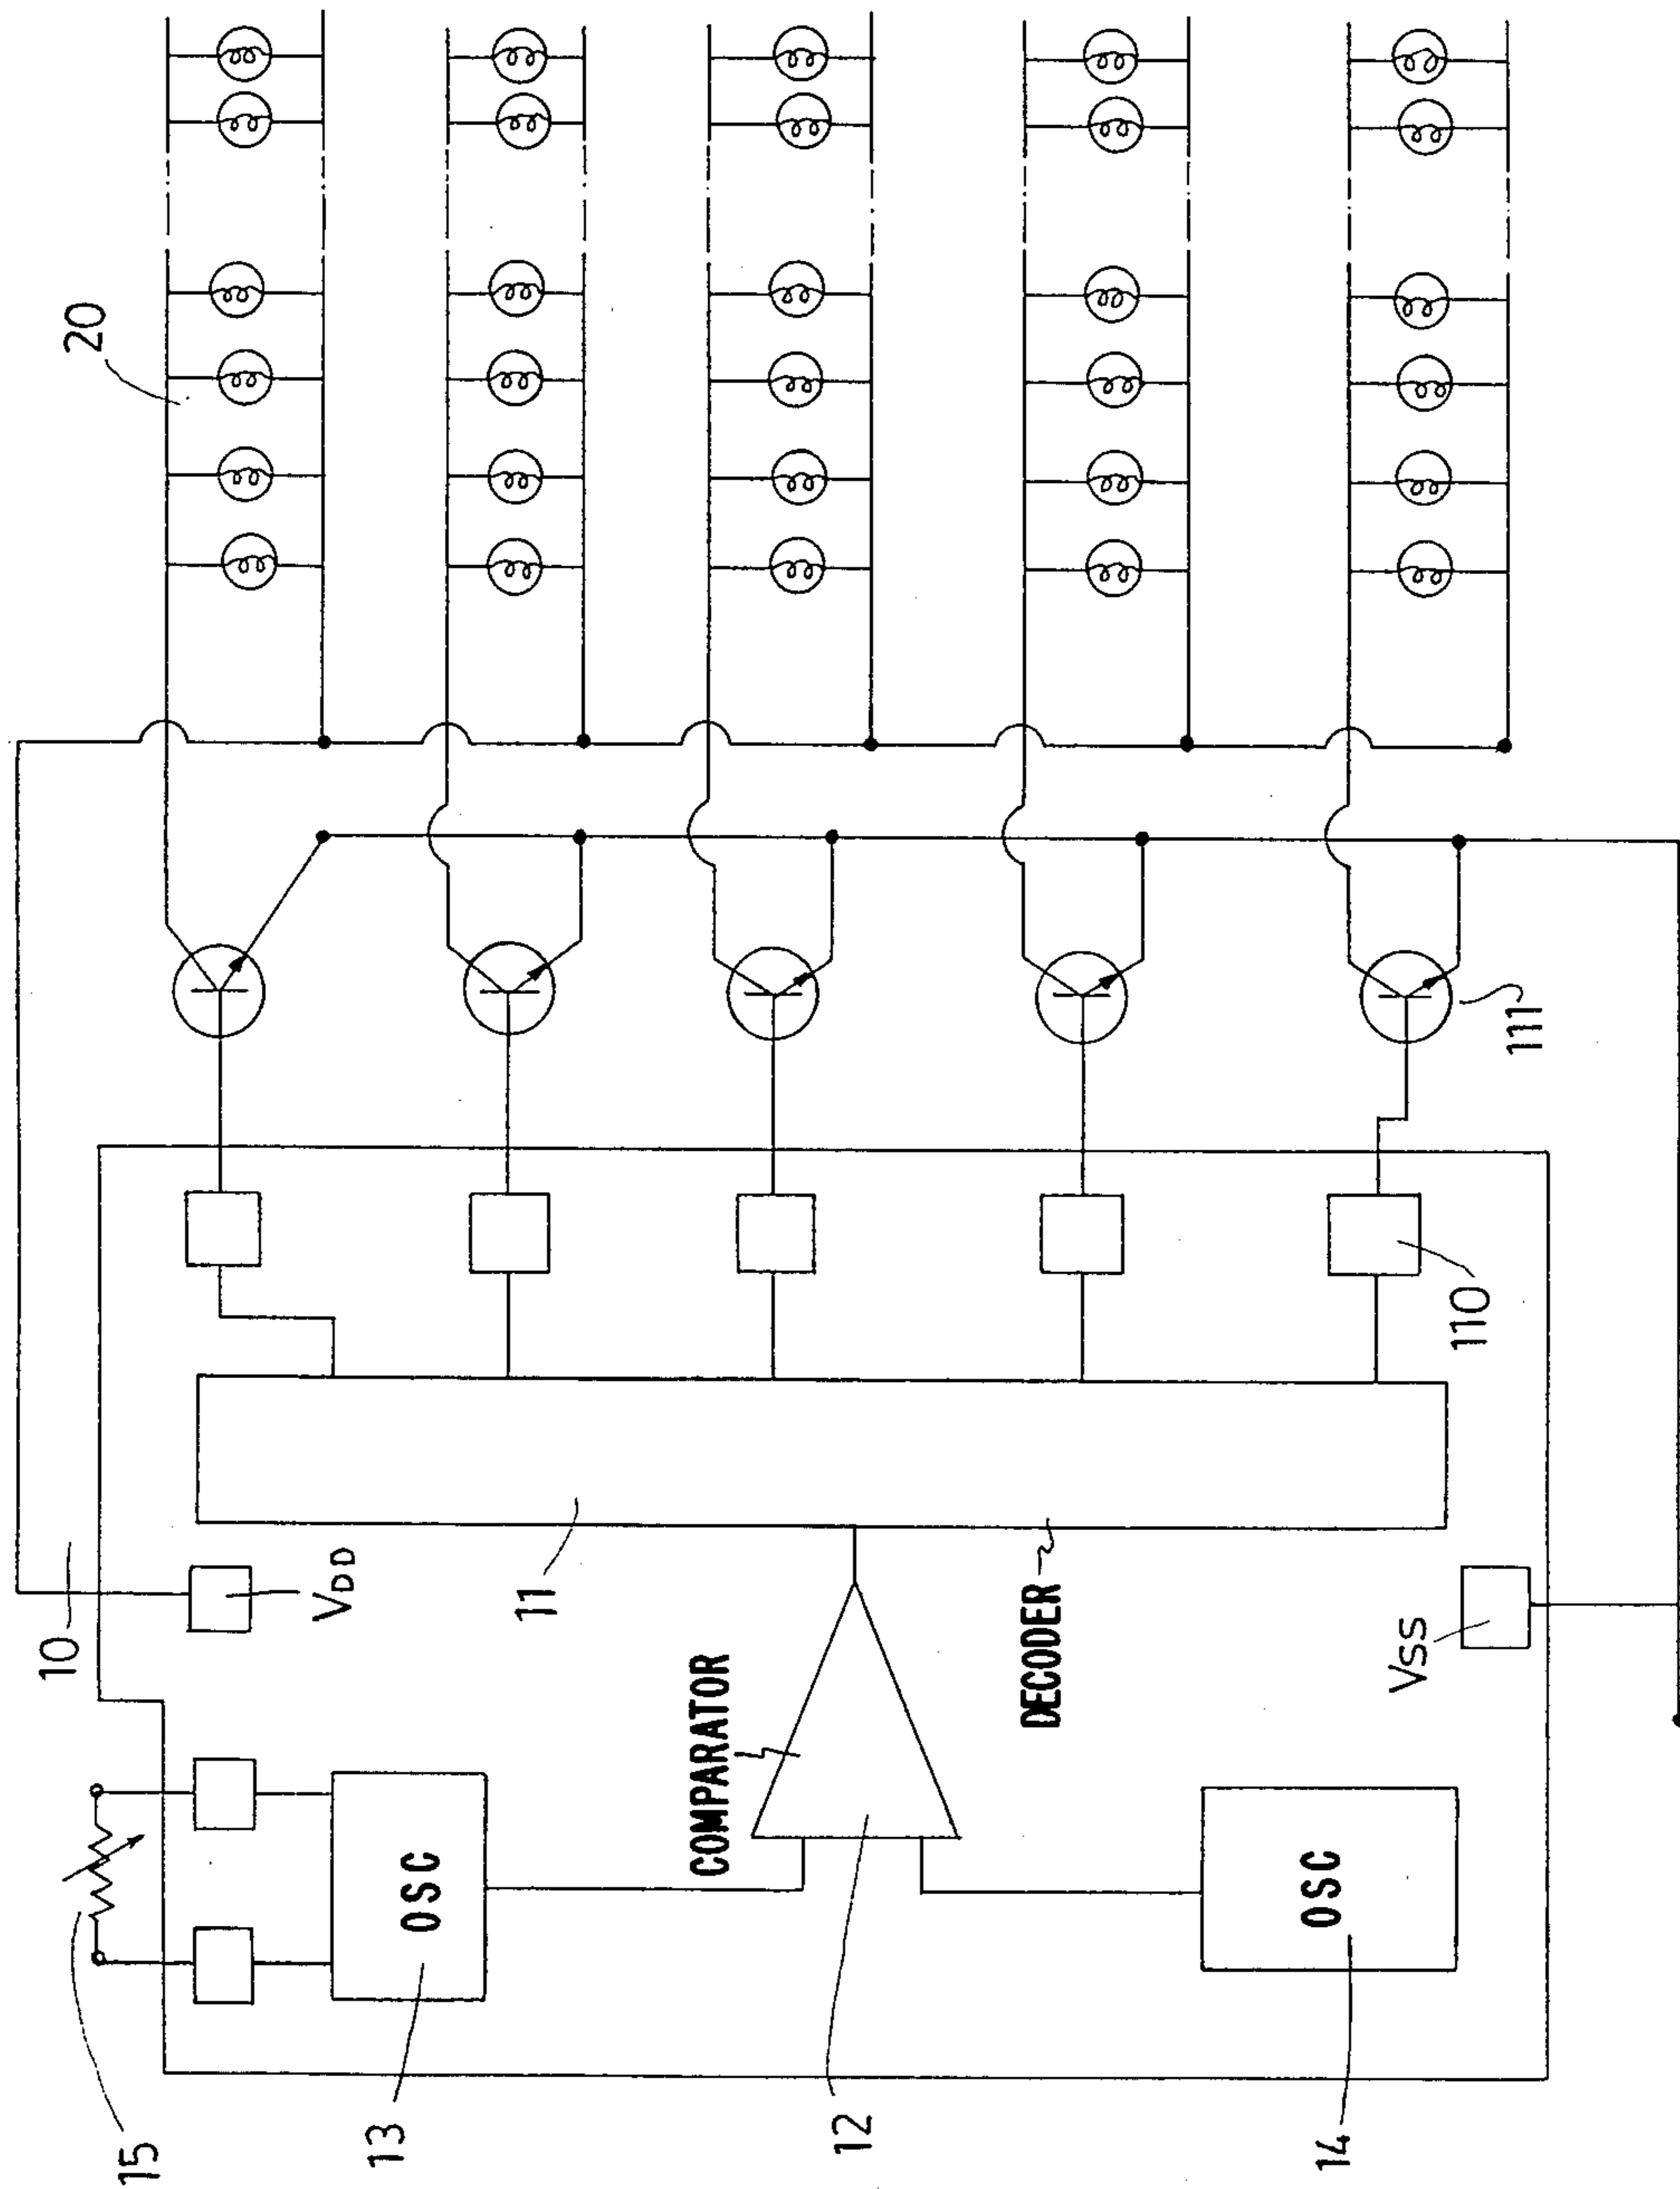 15
13
OSC
12
14
OSC
10
VDD
11
COMPARATOR
DECODER
VSS
110
111
20